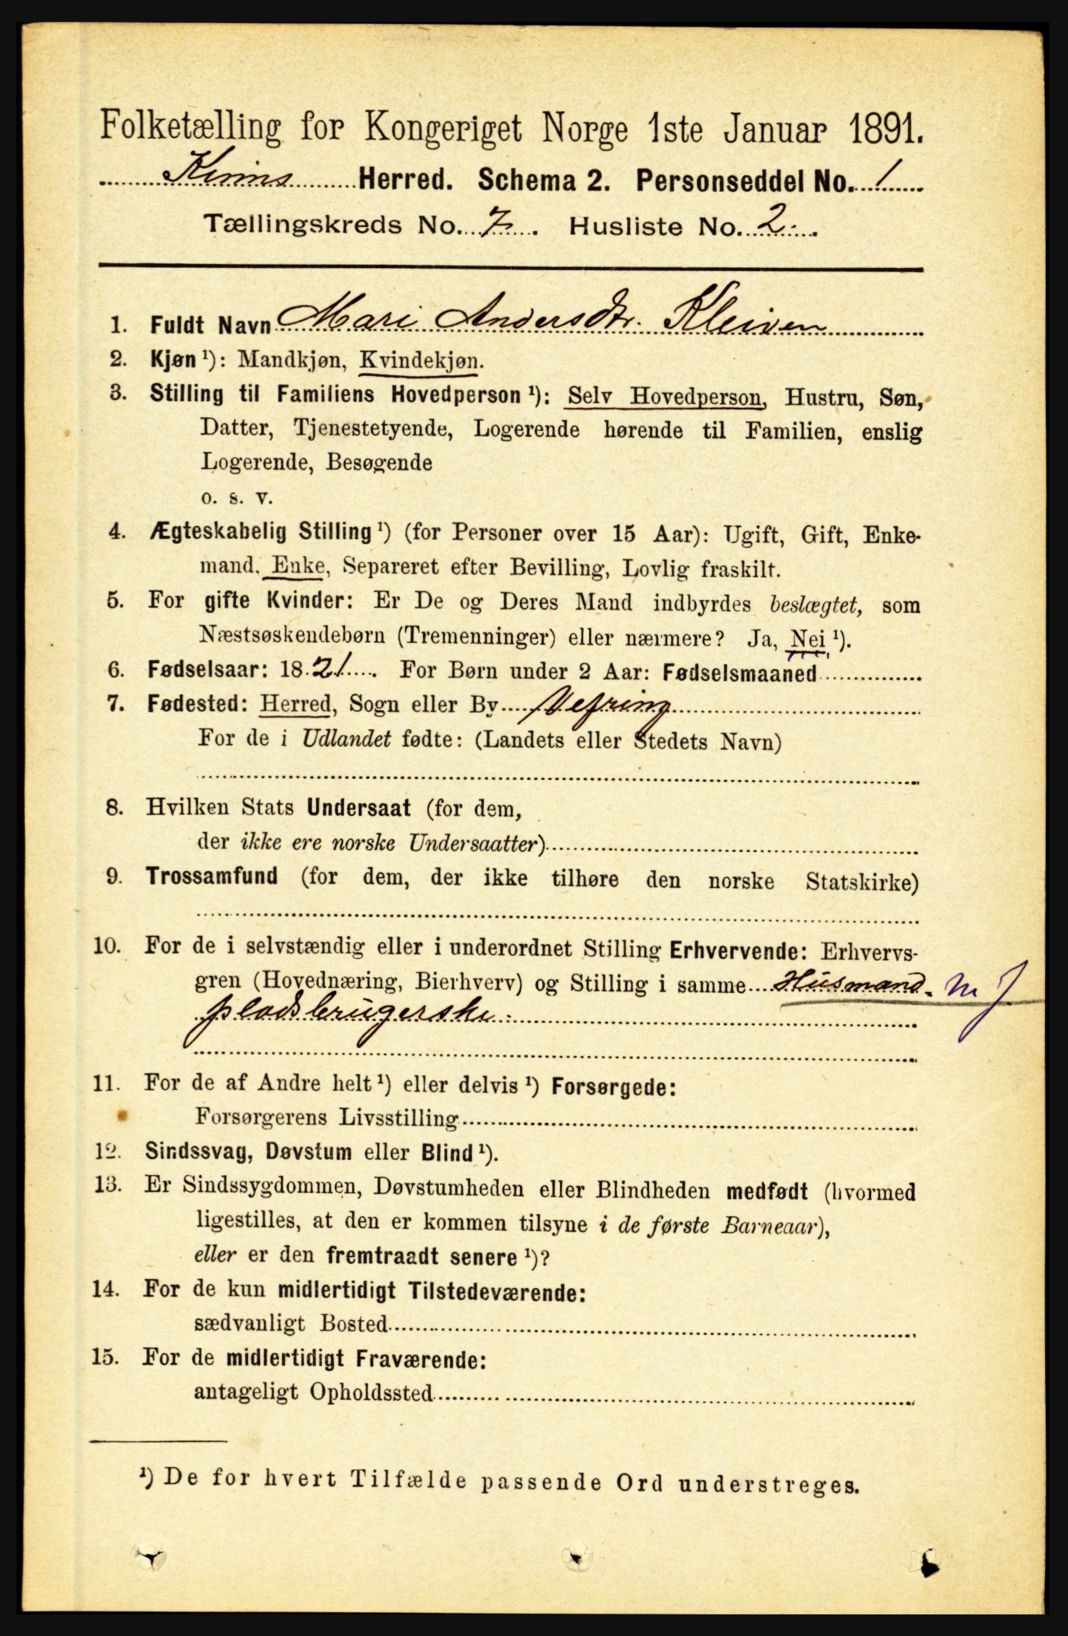 Folketælling for Kongeriget Norge 1ste Januar 1891.
Kinns Herred. Schema 2. Personseddel No. 1
Tællingskreds No. 7. Husliste No. 2.
1. Fuldt Navn Mari Andersdtr. Kleiven
2. Kjøn ¹): Mandkjøn, Kvindekjøn.
3. Stilling til Familiens Hovedperson ¹): Selv Hovedperson, Hustru, Søn,
Datter, Tjenestetyende, Logerende hørende til Familien, enslig
Logerende, Besøgende
o. s. v.
4. Ægteskabelig Stilling ¹) (for Personer over 15 Aar): Ugift, Gift, Enke-
mand, Enke, Separeret efter Bevilling, Lovlig fraskilt.
5. For gifte Kvinder: Er De og Deres Mand indbyrdes beslægtet, som
Næstsøskendebørn (Tremenninger) eller nærmere? Ja, Nei ¹).
6. Fødselsaar: 1821. For Børn under 2 Aar: Fødselsmaaned
7. Fødested: Herred, Sogn eller By Vefring
For de i Udlandet fødte: (Landets eller Stedets Navn)
8. Hvilken Stats Undersaat (for dem,
der ikke ere norske Undersaatter)
9. Trossamfund (for dem, der ikke tilhøre den norske Statskirke)
10. For de i selvstændig eller i underordnet Stilling Erhvervende: Erhvervs-
gren (Hovednæring, Bierhverv) og Stilling i samme Husmand- m J
pladsbrugerske.
11. For de af Andre helt ¹) eller delvis ¹) Forsørgede:
Forsørgerens Livsstilling
12. Sindssvag, Døvstum eller Blind ¹).
13. Er Sindssygdommen, Døvstumheden eller Blindheden medfødt (hvormed
ligestilles, at den er kommen tilsyne i de første Barneaar),
eller er den fremtraadt senere ¹)?
14. For de kun midlertidigt Tilstedeværende:
sædvanligt Bosted
15. For de midlertidigt Fraværende:
antageligt Opholdssted
¹) De for hvert Tilfælde passende Ord understreges.